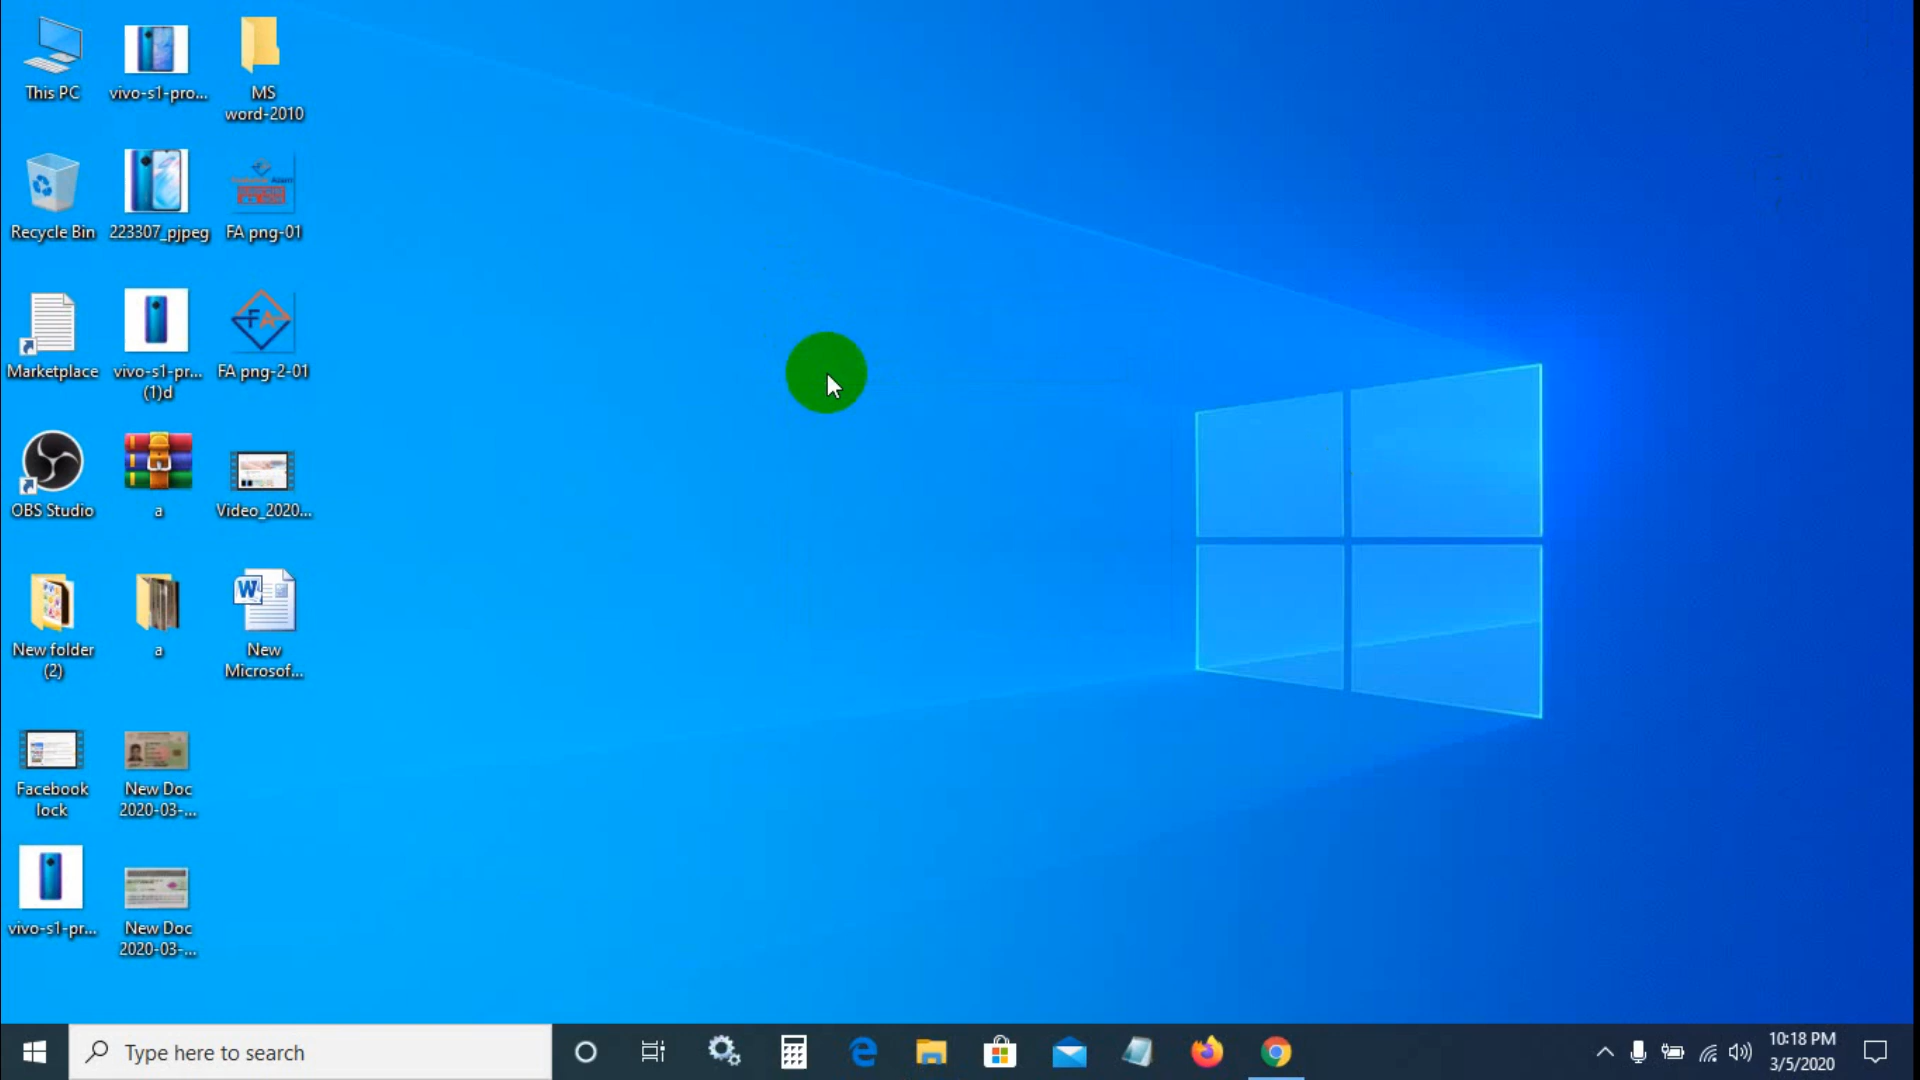 This PC
vivo-s1-pro...
MS
word-2010
Recycle Bin
223307_pjpeg
FA png-01
Marketplace
vivo-s1-pr...
(1)d
FA png-2-01
FA
OBS Studio
a
Video_2020...
W
New folder
(2)
a
New
Microsof...
Facebook
lock
New Doc
2020-03-...
vivo-s1-pr...
New Doc
2020-03-...
Type here to search
10:18 PM
3/5/2020